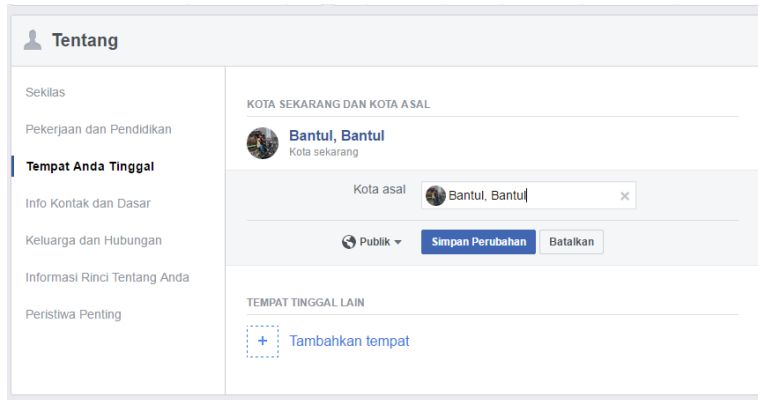 Tentang
Sekilas
Pekerjaan dan Pendidikan
Tempat Anda Tinggal
Info Kontak dan Dasar
Keluarga dan Hubungan
Informasi Rinci Tentang Anda
Peristiwa Penting
KOTA SEKARANG DAN KOTA ASAL
Bantul, Bantul
Kota sekarang
Kota asal Bantul, Bantul
Publik Simpan Perubahan Batalkan
TEMPAT TINGGAL LAIN
+ Tambahkan tempat